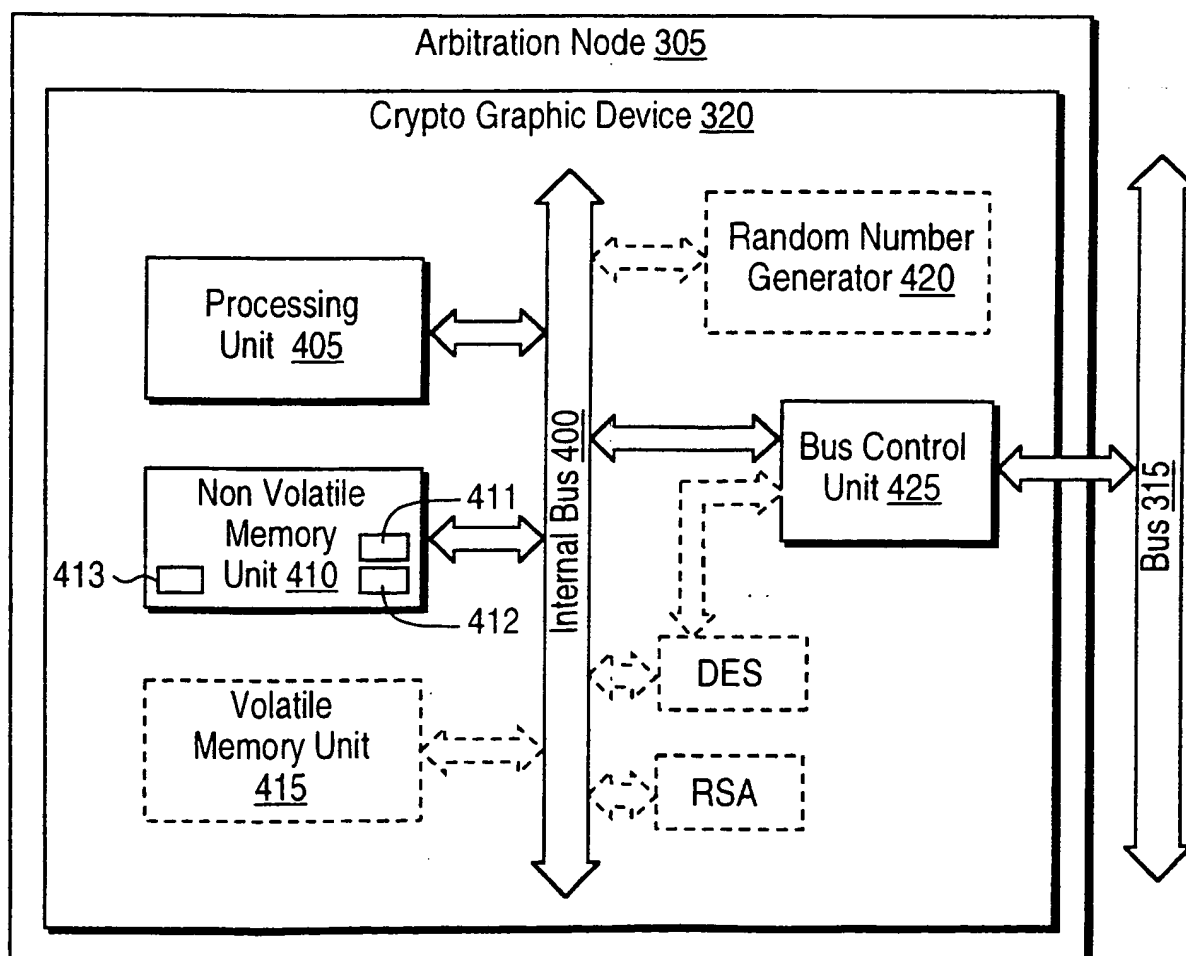 Arbitration Node 305
Crypto Graphic Device 320
Random Number
Generator 420
Processing
Unit 405
Internal Bus 400
Bus Control
Unit 425
Bus 315
Non Volatile
Memory
Unit 410
411
413
412
DES
Volatile
Memory Unit
415
RSA